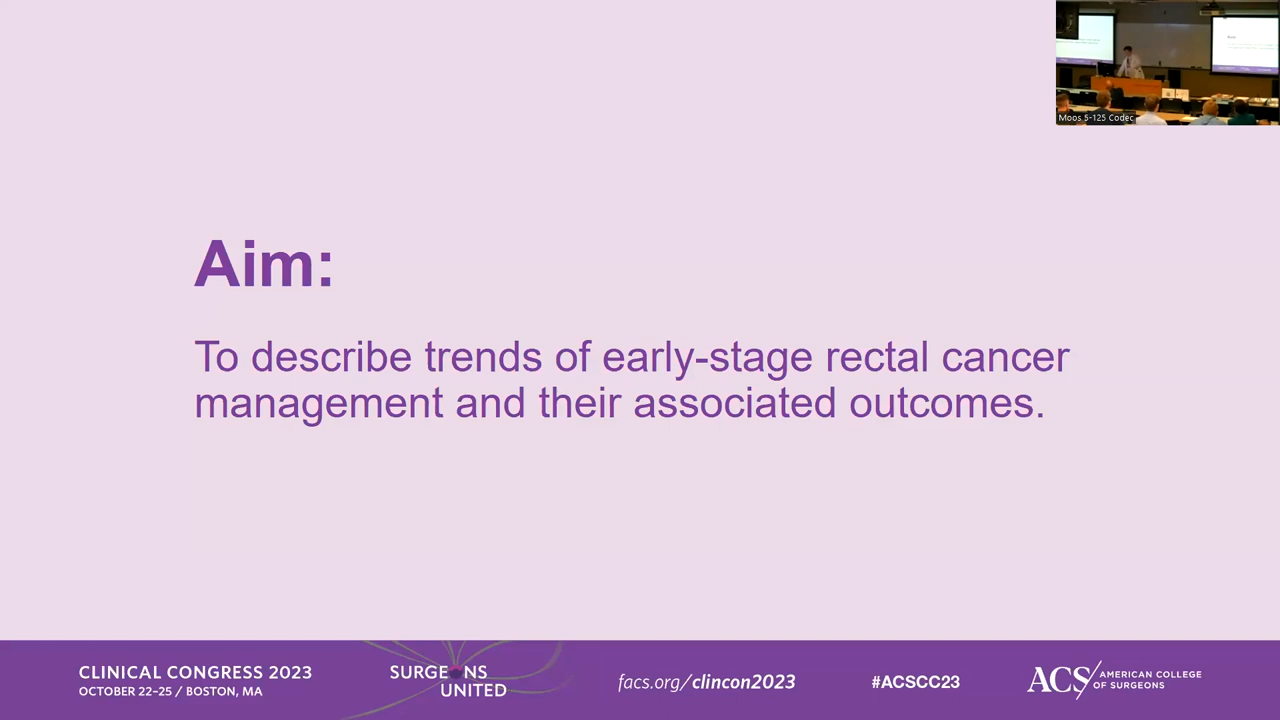 Moos 5-125 Codec
Aim:
To describe trends of early-stage rectal cancer
management and their associated outcomes.
CLINICAL CONGRESS 2023
OCTOBER 22–25 / BOSTON, MA
SURGEONS
UNITED
facs.org/clincon2023
#ACSCC23
ACS
AMERICAN COLLEGE
OF SURGEONS